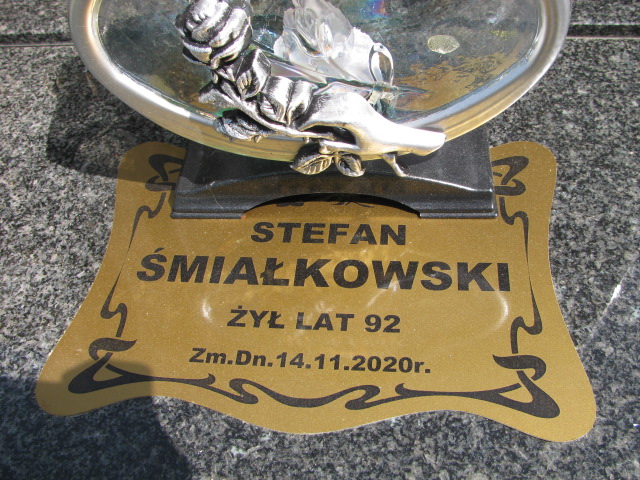 STEFAN
ŚMIAŁKOWSKI
ŻYŁ LAT 92
Zm.Dn.14.11.2020r.